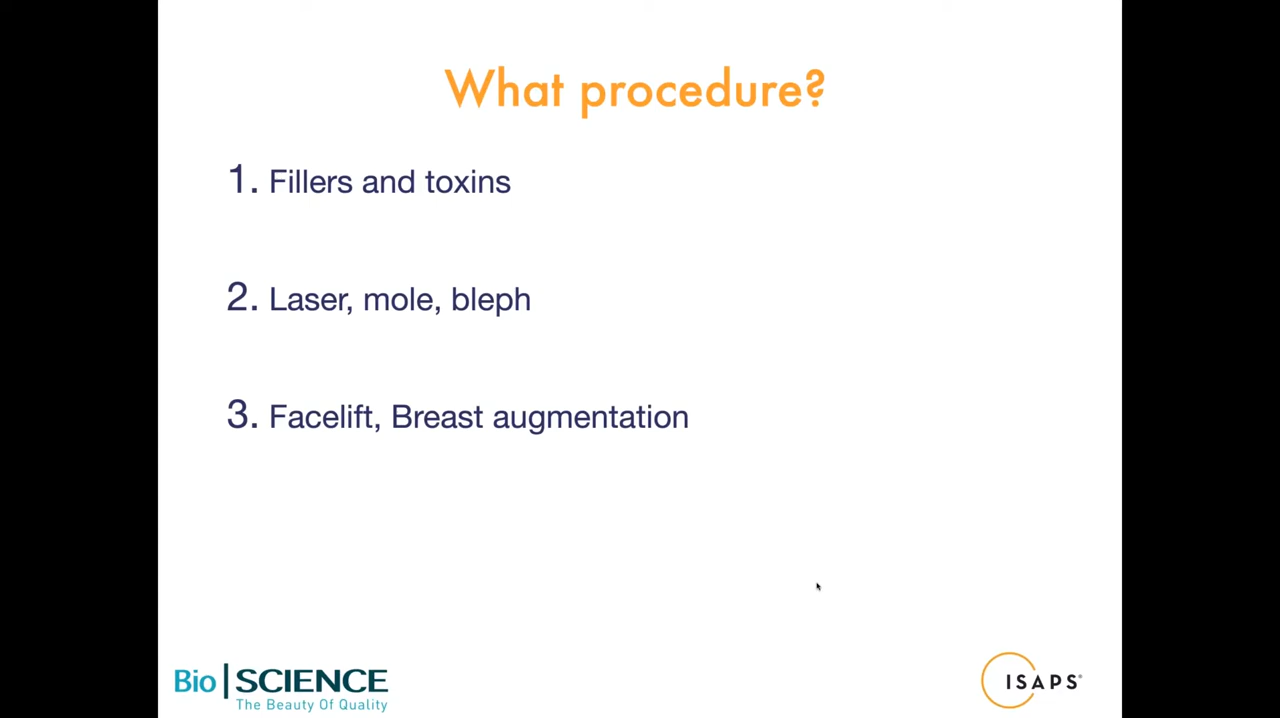 What procedure?
1. Fillers and toxins
2. Laser, mole, bleph
3. Facelift, Breast augmentation
Bio|SCIENCE
The Beauty Of Quality
ISAPS®